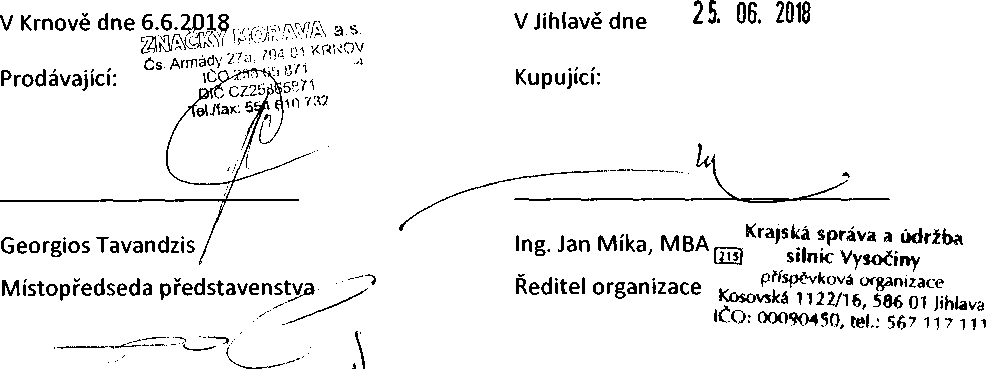 V Krnově dne 6.6.2018
ZNAČKY MORAVA a.s.
Čs. Armády 27a, 794 01 KRNOV
IČO 25865871
DIČ CZ25865871
Tel./fax: 554 610 732
Prodávající:
Georgios Tavandzis
Místopředseda představenstva
V Jihlavě dne 25. 06. 2018
Kupující:
Ing. Jan Míka, MBA
Ředitel organizace
215
Krajská správa a údržba
silnic Vysočiny
příspěvková organizace
Kosovská 1122/16, 586 01 Jihlava
IČO: 00090450, tel.: 567 117 111